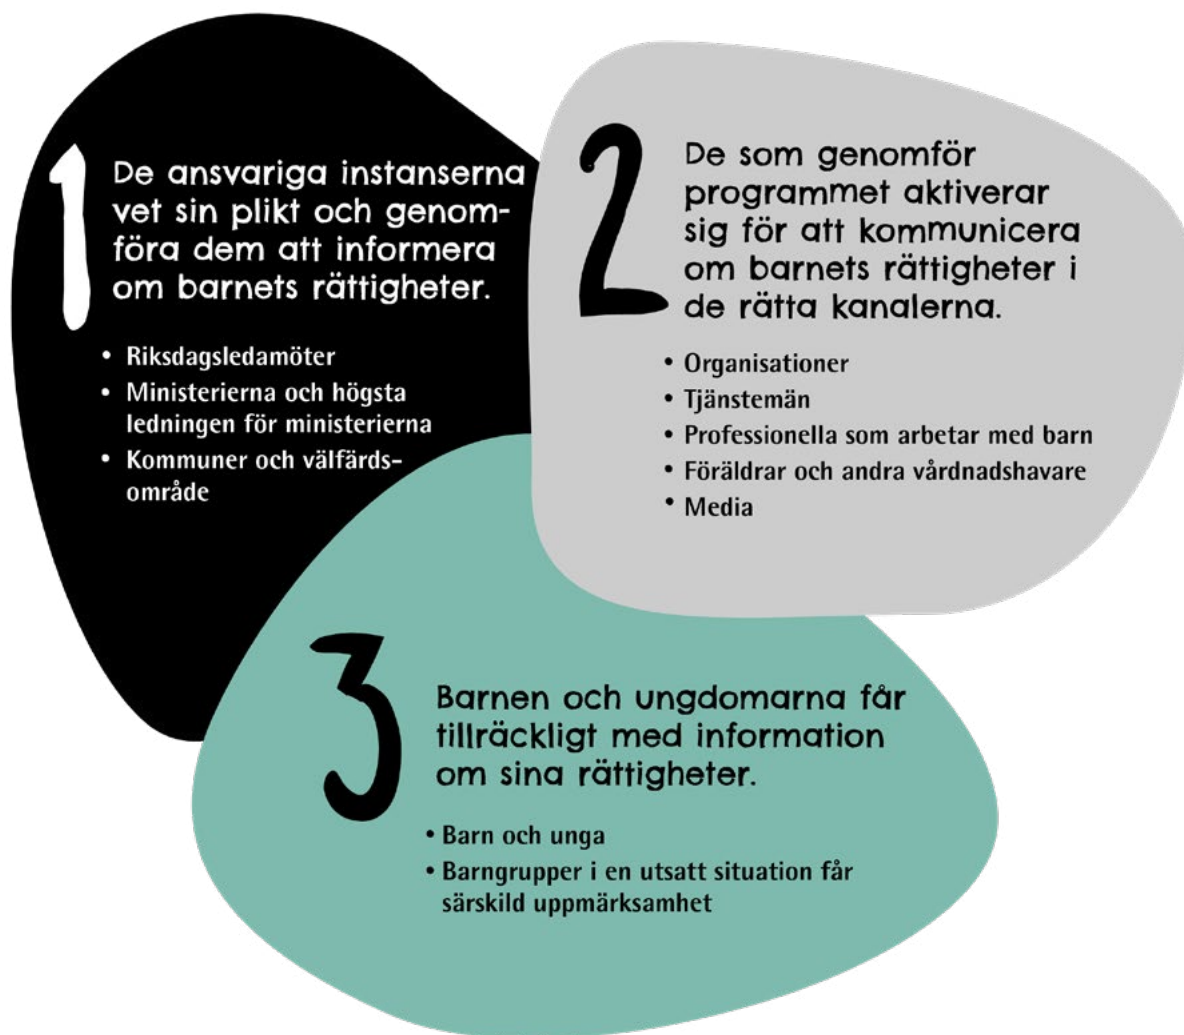 1
De ansvariga instanserna
vet sin plikt och genom-
föra dem att informera
om barnets rättigheter.
• Riksdagsledamöter
• Ministerierna och högsta
ledningen för ministerierna
• Kommuner och välfärds-
område
2
De som genomför
programmet aktiverar
sig för att kommunicera
om barnets rättigheter i
de rätta kanalerna.
• Organisationer
• Tjänstemän
• Professionella som arbetar med barn
• Föräldrar och andra vårdnadshavare
• Media
3
Barnen och ungdomarna får
tillräckligt med information
om sina rättigheter.
• Barn och unga
• Barngrupper i en utsatt situation får
särskild uppmärksamhet